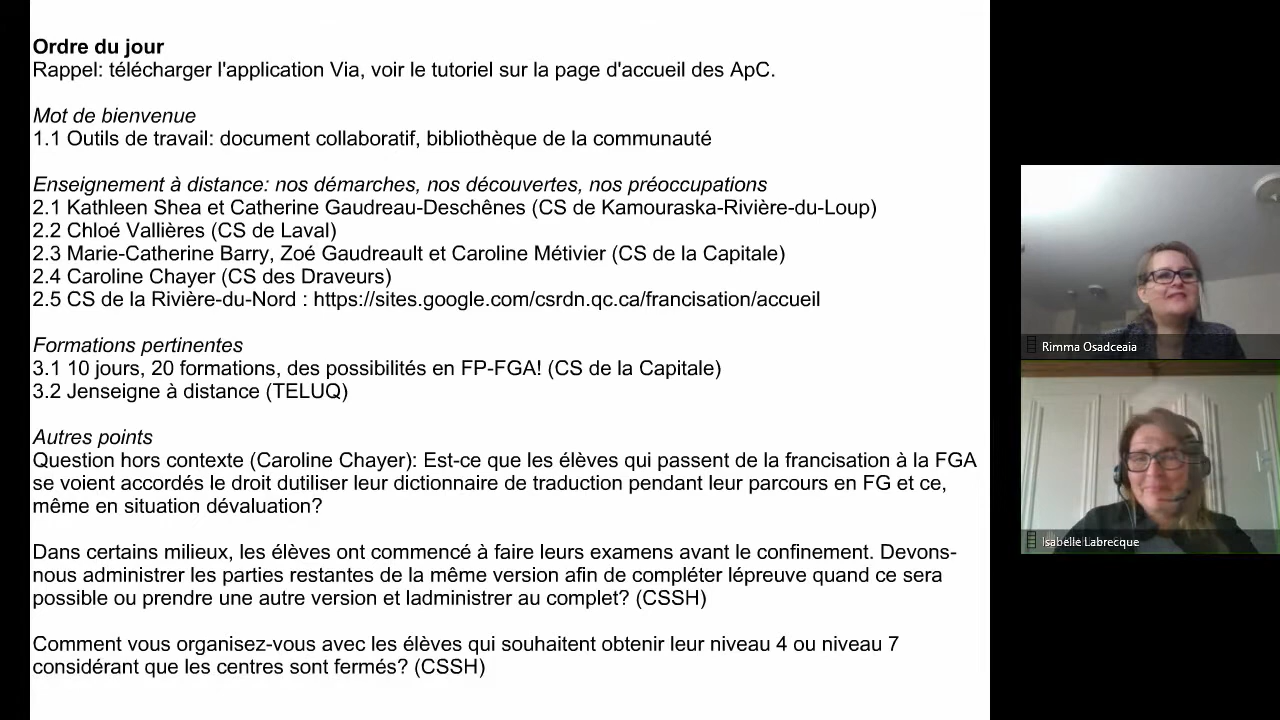 Ordre du jour
Rappel: télécharger l'application Via, voir le tutoriel sur la page d'accueil des ApC.
Mot de bienvenue
1.1 Outils de travail: document collaboratif, bibliothèque de la communauté
Enseignement à distance: nos démarches, nos découvertes, nos préoccupations
2.1 Kathleen Shea et Catherine Gaudreau-Deschênes (CS de Kamouraska-Rivière-du-Loup)
2.2 Chloé Vallières (CS de Laval)
2.3 Marie-Catherine Barry, Zoé Gaudreault et Caroline Métivier (CS de la Capitale)
2.4 Caroline Chayer (CS des Draveurs)
2.5 CS de la Rivière-du-Nord : https://sites.google.com/csrdn.qc.ca/francisation/accueil
Formations pertinentes
3.1 10 jours, 20 formations, des possibilités en FP-FGA! (CS de la Capitale)
3.2 Jenseigne à distance (TELUQ)
Autres points
Question hors contexte (Caroline Chayer): Est-ce que les élèves qui passent de la francisation à la FGA
se voient accordés le droit dutiliser leur dictionnaire de traduction pendant leur parcours en FG et ce,
même en situation dévaluation?
Dans certains milieux, les élèves ont commencé à faire leurs examens avant le confinement. Devons-
nous administrer les parties restantes de la même version afin de compléter lépreuve quand ce sera
possible ou prendre une autre version et ladministrer au complet? (CSSH)
Comment vous organisez-vous avec les élèves qui souhaitent obtenir leur niveau 4 ou niveau 7
considérant que les centres sont fermés? (CSSH)
Rimma Osadceaia
Isabelle Labrecque